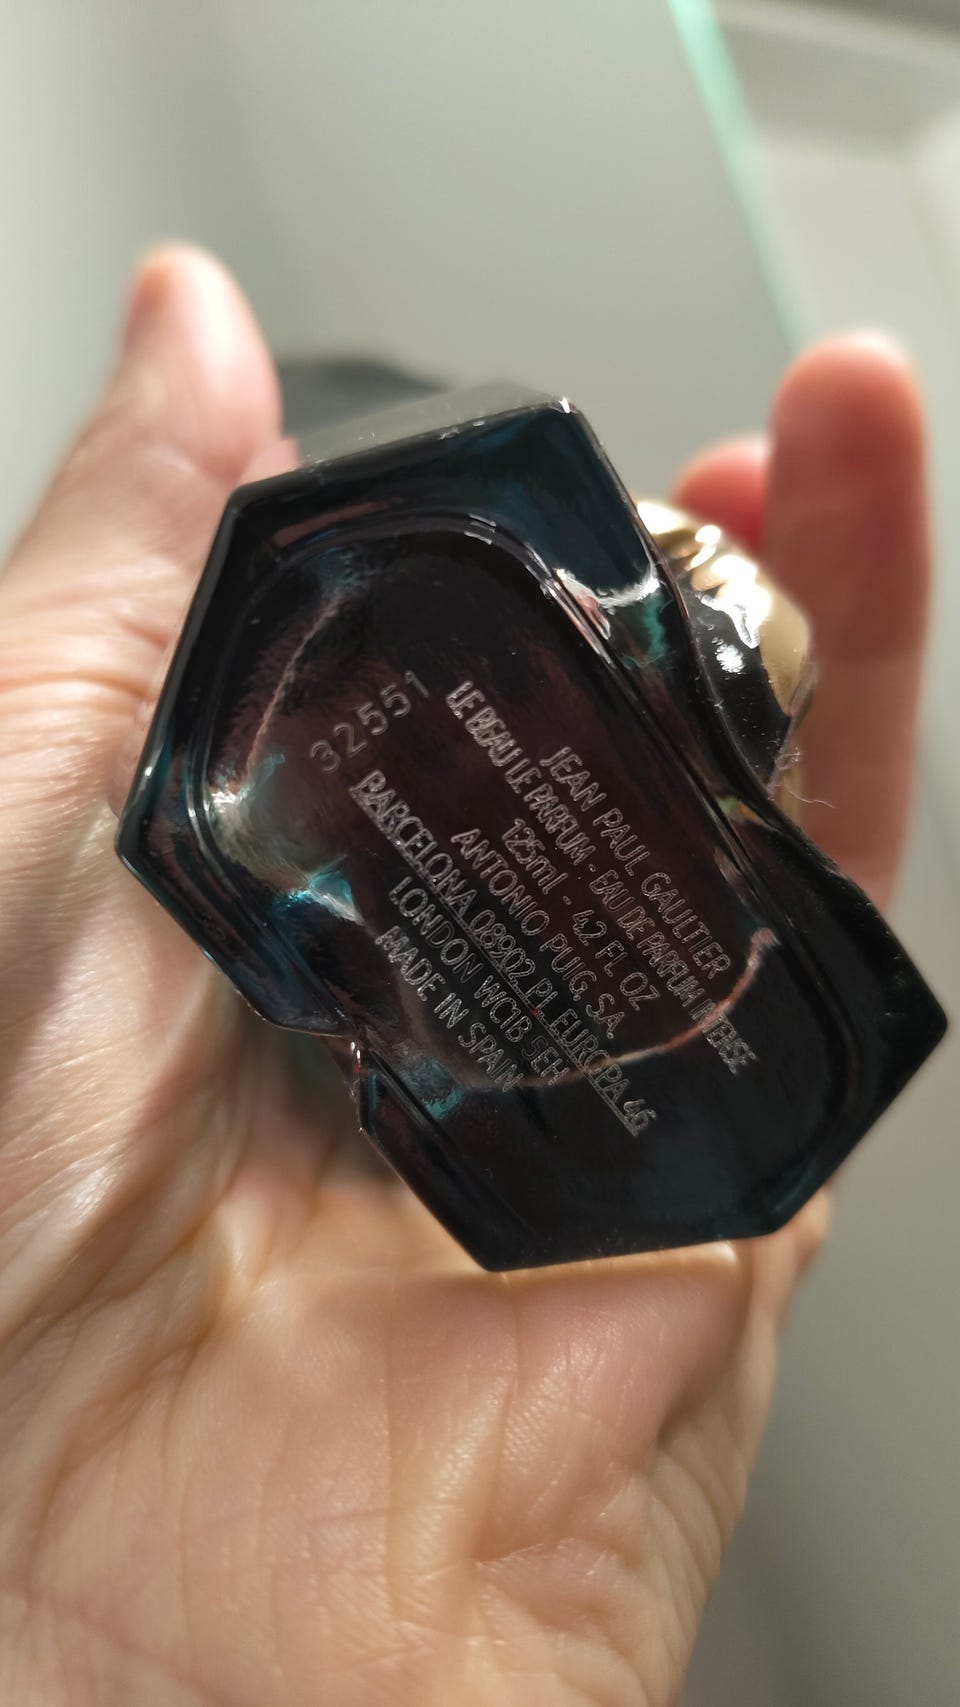 JEAN PAUL GAULTIER
LE BEAU LE PARFUM - EAU DE PARFUM INTENSE
125ml - 4.2 FL OZ
ANTONIO PUIG, S.A.
BARCELONA 08902 PL. EUROPA 46
LONDON WC1B 5EH
MADE IN SPAIN
32551